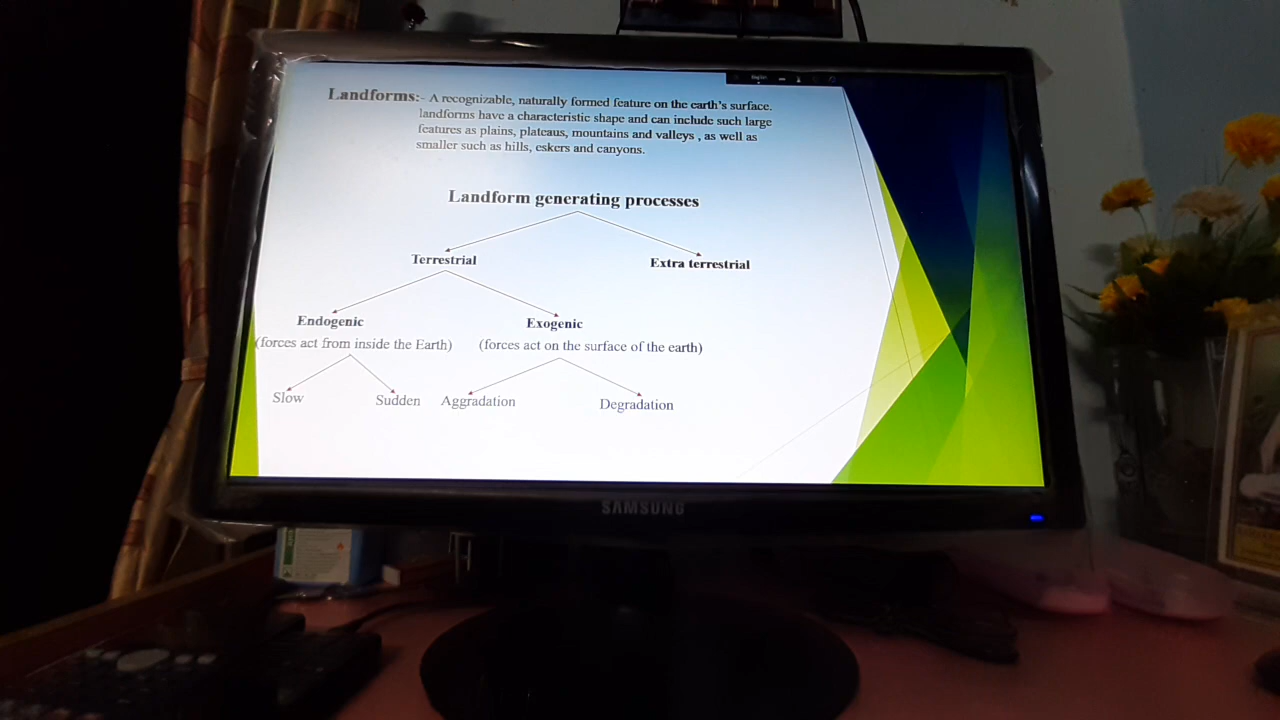 English
Landforms:- A recognizable, naturally formed feature on the earth's surface.
landforms have a characteristic shape and can include such large
features as plains, plateaus, mountains and valleys , as well as
smaller such as hills, eskers and canyons.
Landform generating processes
Terrestrial
Extra terrestrial
Endogenic
Exogenic
(forces act from inside the Earth)
(forces act on the surface of the earth)
Slow
Sudden
Aggradation
Degradation
SAMSUNG